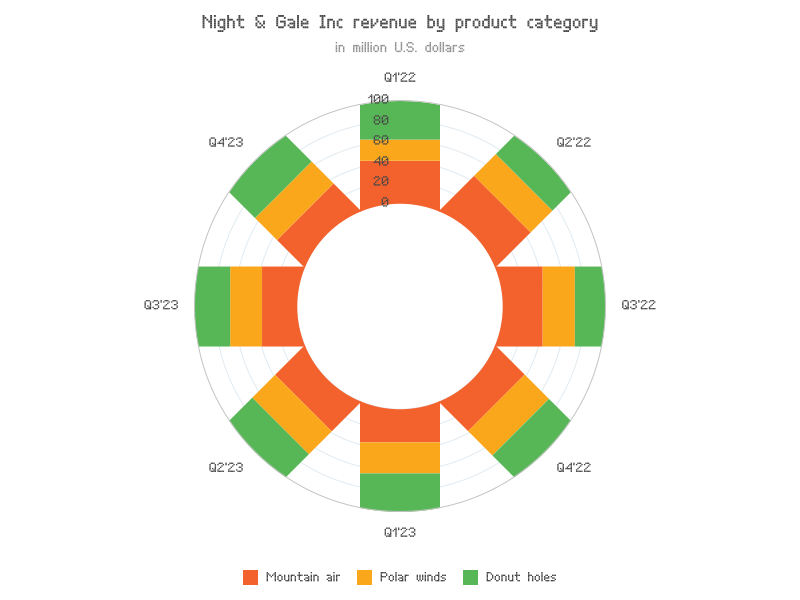 Night & Gale Inc revenue by product category
in million U.S. dollars
Q1'22
100
80
60
40
20
0
Q4'23
Q2'22
Q3'23
Q3'22
Q2'23
Q4'22
Q1'23
Mountain air
Polar winds
Donut holes